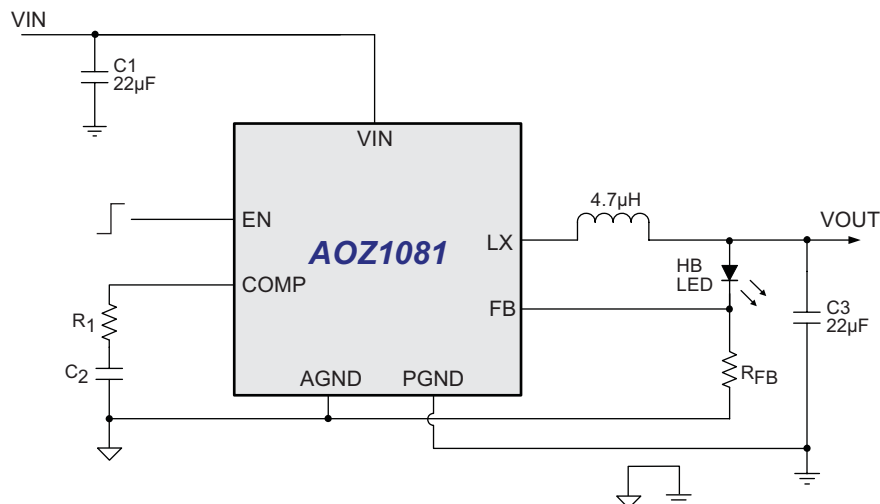 VIN
C1
22µF
VIN
EN
COMP
AOZ1081
LX
FB
AGND
PGND
4.7µH
VOUT
HB
LED
C3
22µF
R1
C2
RFB